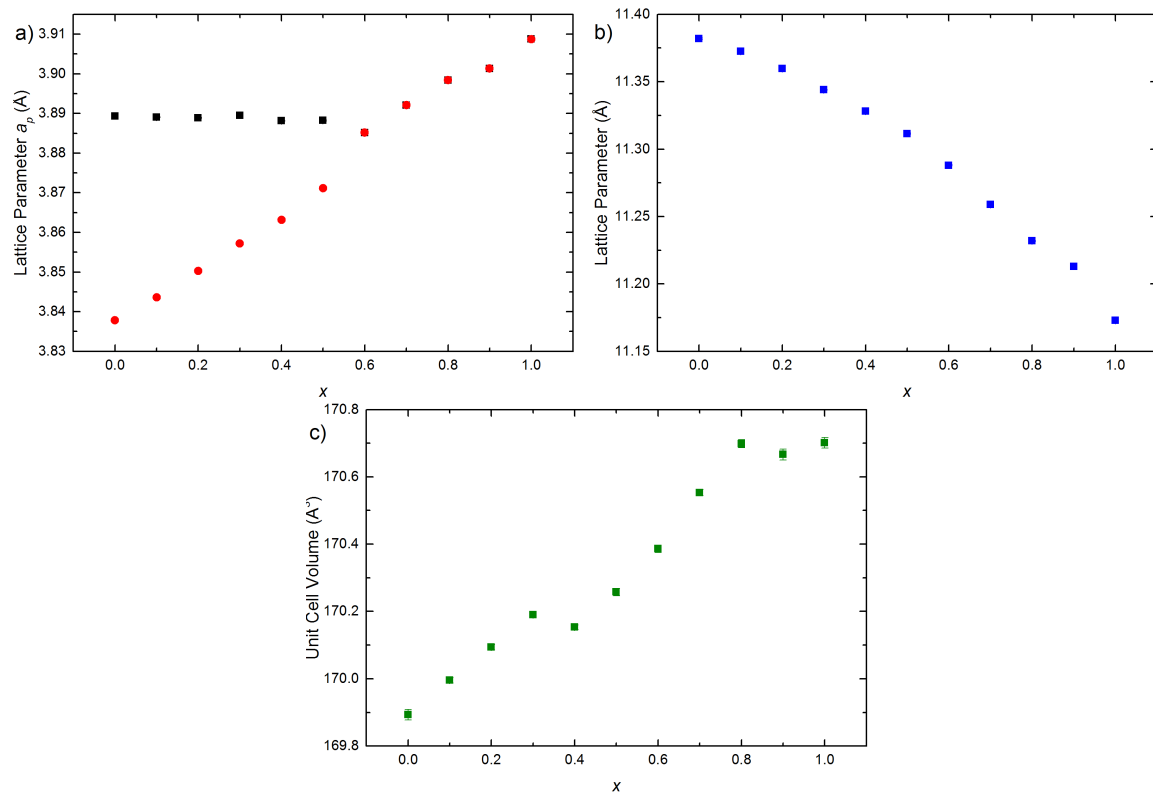 a)
3.91
3.90
3.89
3.88
3.87
3.86
3.85
3.84
3.83
Lattice Parameter a_p (Å)
0.0 0.2 0.4 0.6 0.8 1.0
x
b)
11.40
11.35
11.30
11.25
11.20
11.15
Lattice Parameter (Å)
0.0 0.2 0.4 0.6 0.8 1.0
x
c)
170.8
170.6
170.4
170.2
170.0
169.8
Unit Cell Volume (Å³)
0.0 0.2 0.4 0.6 0.8 1.0
x